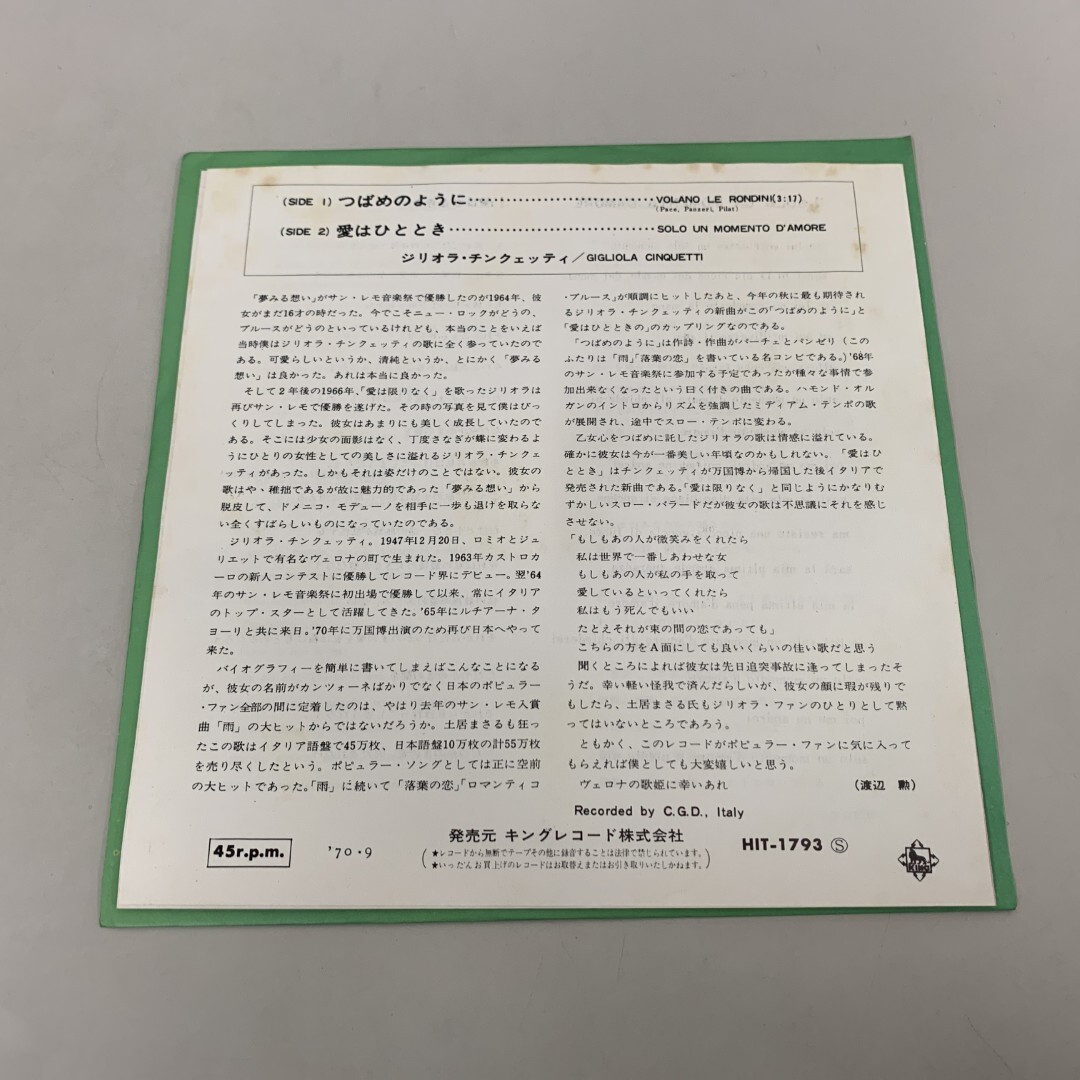 (SIDE 1) つばめのように・・・・・・・・・・・・・・・・・・・・・・・・・・・・・・VOLANO LE RONDINI(3:17)
(Pace, Panzeri, Pilat)
(SIDE 2) 愛はひととき・・・・・・・・・・・・・・・・・・・・・・・・・・・・・・・・・SOLO UN MOMENTO D'AMORE
ジリオラ・チンクェッティ/GIGLIOLA CINQUETTI
「夢みる想い」がサン・レモ音楽祭で優勝したのが1964年、彼
女がまだ16才の時だった。今でこそニュー・ロックがどうの、
ブルースがどうのといっているけれども、本当のことをいえば
当時僕はジリオラ・チンクェッティの歌に全く参っていたので
ある。可愛らしいというか、清純というか、とにかく「夢みる
想い」は良かった。あれは本当に良かった。
そして2年後の1966年、「愛は限りなく」を歌ったジリオラは
再びサン・レモで優勝を遂げた。その時の写真を見て僕はびっ
くりしてしまった。彼女はあまりにも美しく成長していたので
ある。そこには少女の面影はなく、丁度さなぎが蝶に変わるよ
うにひとりの女性としての美しさに溢れるジリオラ・チンクェ
ッティがあった。しかもそれは姿だけのことではない。彼女の
歌はや、稚拙であるが故に魅力的であった「夢みる想い」から
脱皮して、ドメニコ・モデューノを相手に一歩も退けを取らな
い全くすばらしいものになっていたのである。
ジリオラ・チンクェッティ。1947年12月20日、ロミオとジュ
リエットで有名なヴェロナの町で生まれた。1963年カストロカ
ーロの新人コンテストに優勝してレコード界にデビュー。翌'64
年のサン・レモ音楽祭に初出場で優勝して以来、常にイタリア
のトップ・スターとして活躍してきた。'65年にルチアーナ・タ
ヨーリと共に来日。'70年に万国博出演のため再び日本へやって
来た。
バイオグラフィーを簡単に書いてしまえばこんなことになる
が、彼女の名前がカンツォーネばかりでなく日本のポピュラー
・ファン全部の間に定着したのは、やはり去年のサン・レモ入賞
曲「雨」の大ヒットからではないだろうか。土居まさるも狂っ
たこの歌はイタリア語盤で45万枚、日本語盤10万枚の計55万枚
を売り尽くしたという。ポピュラー・ソングとしては正に空前
の大ヒットであった。「雨」に続いて「落葉の恋」「ロマンティコ
・ブルース」が順調にヒットしたあと、今年の秋に最も期待され
るジリオラ・チンクェッティの新曲がこの「つばめのように」と
「愛はひとときの」のカップリングなのである。
「つばめのように」は作詩・作曲がパーチェとパンゼリ(この
ふたりは「雨」「落葉の恋」を書いている名コンビである。)'68年
のサン・レモ音楽祭に参加する予定であったが種々な事情で参
加出来なくなったという曰く付きの曲である。ハモンド・オル
ガンのイントロからリズムを強調したミディアム・テンポの歌
が展開され、途中でスロー・テンポに変わる。
乙女心をつばめに託したジリオラの歌は情感に溢れている。
確かに彼女は今が一番美しい年頃なのかもしれない。「愛はひ
ととき」はチンクェッティが万国博から帰国した後イタリアで
発売された新曲である。「愛は限りなく」と同じようにかなりむ
ずかしいスロー・バラードだが彼女の歌は不思議にそれを感じ
させない。
「もしもあの人が微笑みをくれたら
私は世界で一番しあわせな女
もしもあの人が私の手を取って
愛しているといってくれたら
私はもう死んでもいい
たとえそれが束の間の恋であっても」
こちらの方をA面にしても良いくらいの佳い歌だと思う
聞くところによれば彼女は先日追突事故に逢ってしまったそ
うだ。幸い軽い怪我で済んだらしいが、彼女の顔に瑕が残りで
もしたら、土居まさる氏もジリオラ・ファンのひとりとして黙
ってはいないところであろう。
ともかく、このレコードがポピュラー・ファンに気に入って
もらえれば僕としても大変嬉しいと思う。
ヴェロナの歌姫に幸いあれ (渡辺 勲)
Recorded by C.G.D., Italy
45r.p.m. '70・9 発売元 キングレコード株式会社 HIT-1793 Ⓢ
(★レコードから無断でテープその他に録音することは法律で禁じられています。
★いったんお買上げのレコードはお取替えまたはお引き取りいたしかねます。)
KING